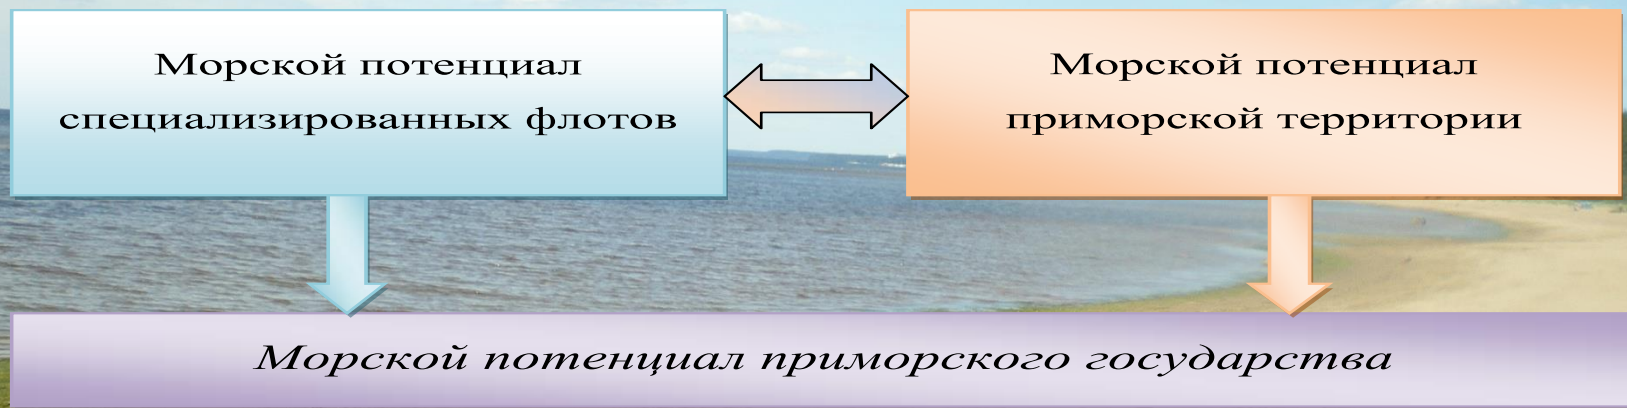 Морской потенциал
специализированных флотов
Морской потенциал
приморской территории
Морской потенциал приморского государства